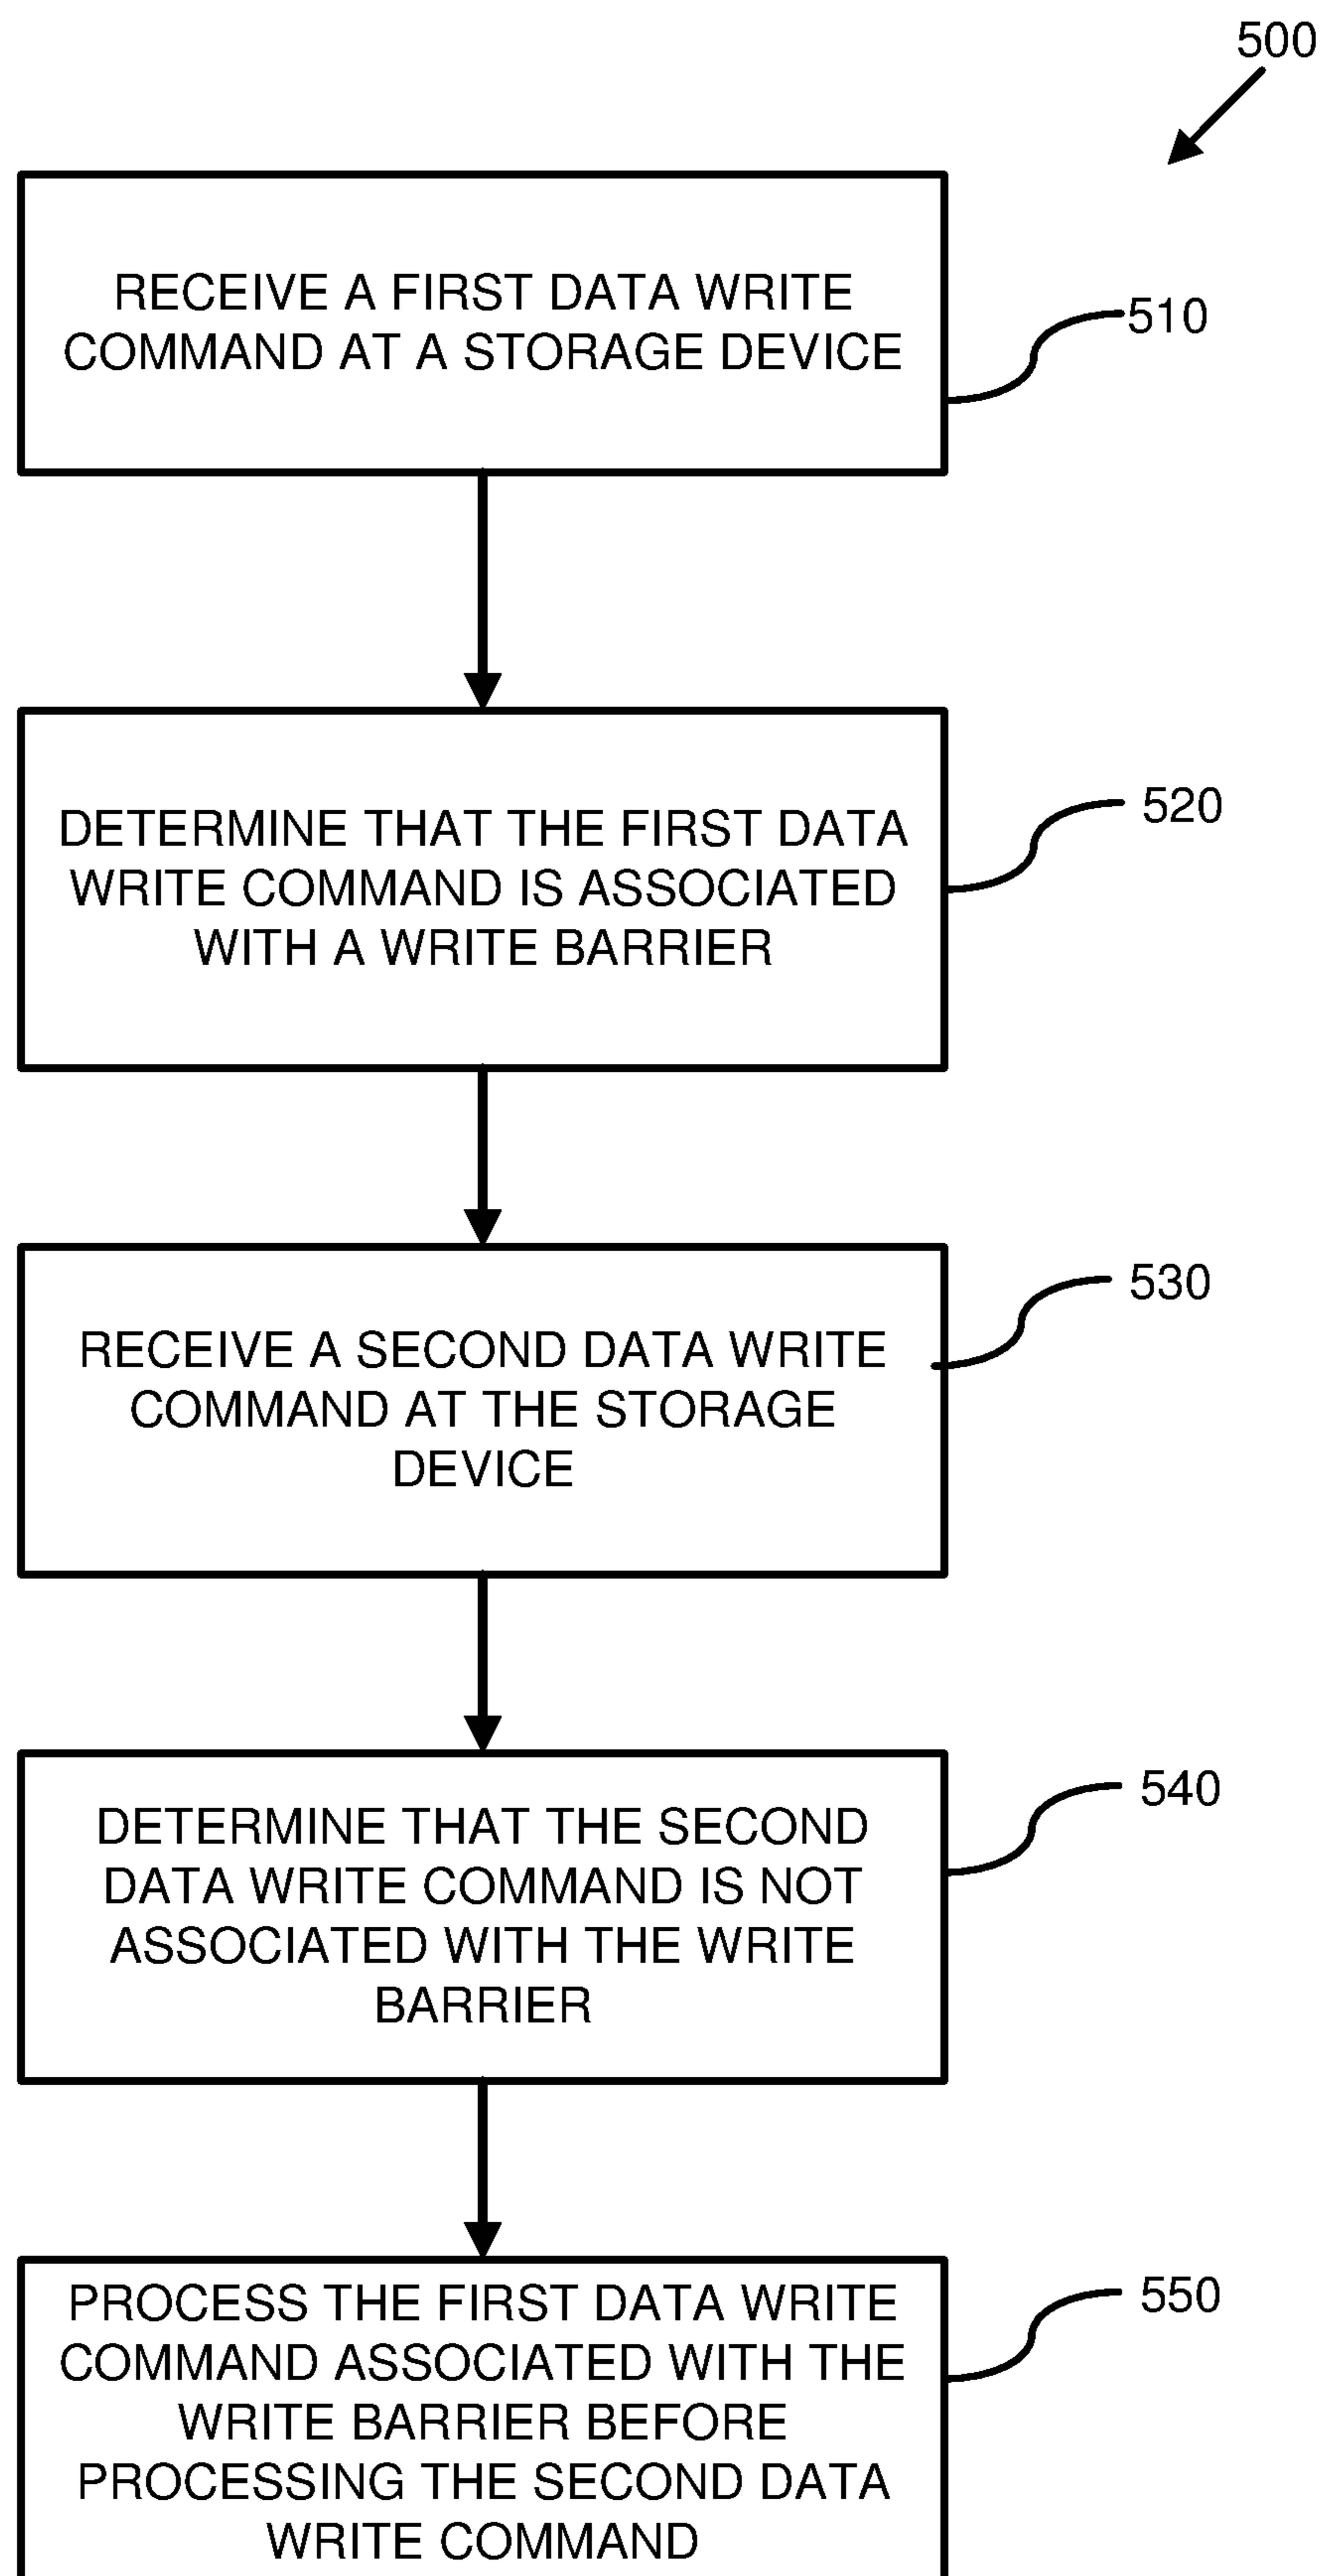 500
RECEIVE A FIRST DATA WRITE
COMMAND AT A STORAGE DEVICE
510
DETERMINE THAT THE FIRST DATA
WRITE COMMAND IS ASSOCIATED
WITH A WRITE BARRIER
520
RECEIVE A SECOND DATA WRITE
COMMAND AT THE STORAGE
DEVICE
530
DETERMINE THAT THE SECOND
DATA WRITE COMMAND IS NOT
ASSOCIATED WITH THE WRITE
BARRIER
540
PROCESS THE FIRST DATA WRITE
COMMAND ASSOCIATED WITH THE
WRITE BARRIER BEFORE
PROCESSING THE SECOND DATA
WRITE COMMAND
550